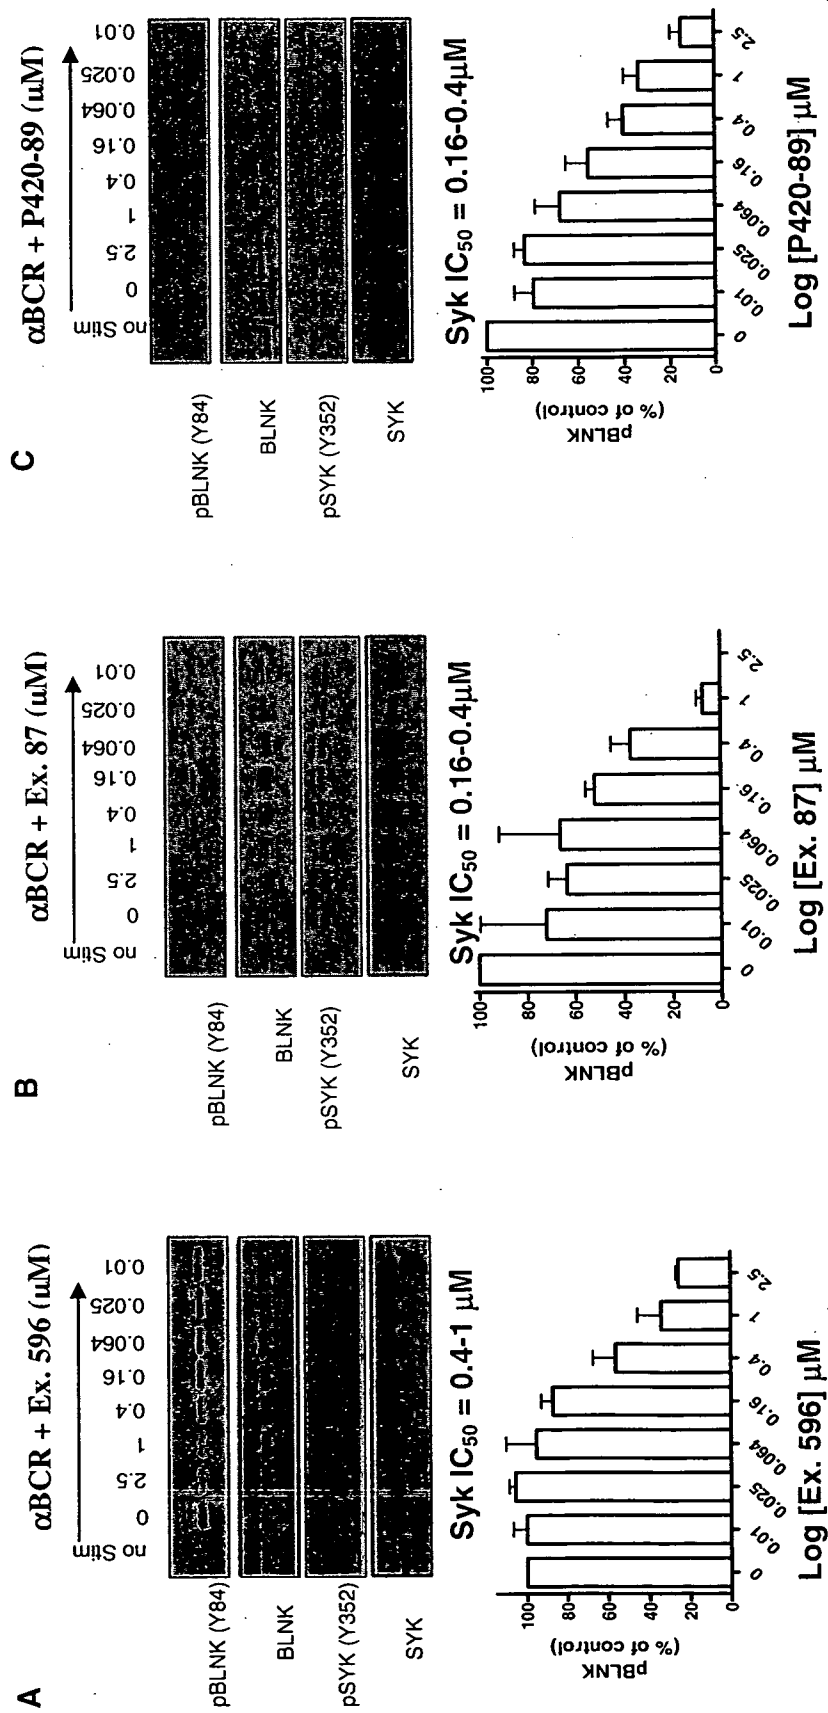 A
αBCR + Ex. 596 (uM)
no Stim 0 2.5 1 0.4 0.16 0.064 0.025 0.01
pBLNK (Y84)
BLNK
pSYK (Y352)
SYK
Syk IC50 = 0.4-1 µM
pBLNK
(% of control)
100
80
60
40
20
0
0 0.01 0.025 0.064 0.16 0.4 1 2.5
Log [Ex. 596] µM
B
αBCR + Ex. 87 (uM)
no Stim 0 2.5 1 0.4 0.16 0.064 0.025 0.01
pBLNK (Y84)
BLNK
pSYK (Y352)
SYK
Syk IC50 = 0.16-0.4µM
pBLNK
(% of control)
100
80
60
40
20
0
0 0.01 0.025 0.064 0.16 0.4 1 2.5
Log [Ex. 87] µM
C
αBCR + P420-89 (uM)
no Stim 0 2.5 1 0.4 0.16 0.064 0.025 0.01
pBLNK (Y84)
BLNK
pSYK (Y352)
SYK
Syk IC50 = 0.16-0.4µM
pBLNK
(% of control)
100
80
60
40
20
0
0 0.01 0.025 0.064 0.16 0.4 1 2.5
Log [P420-89] µM